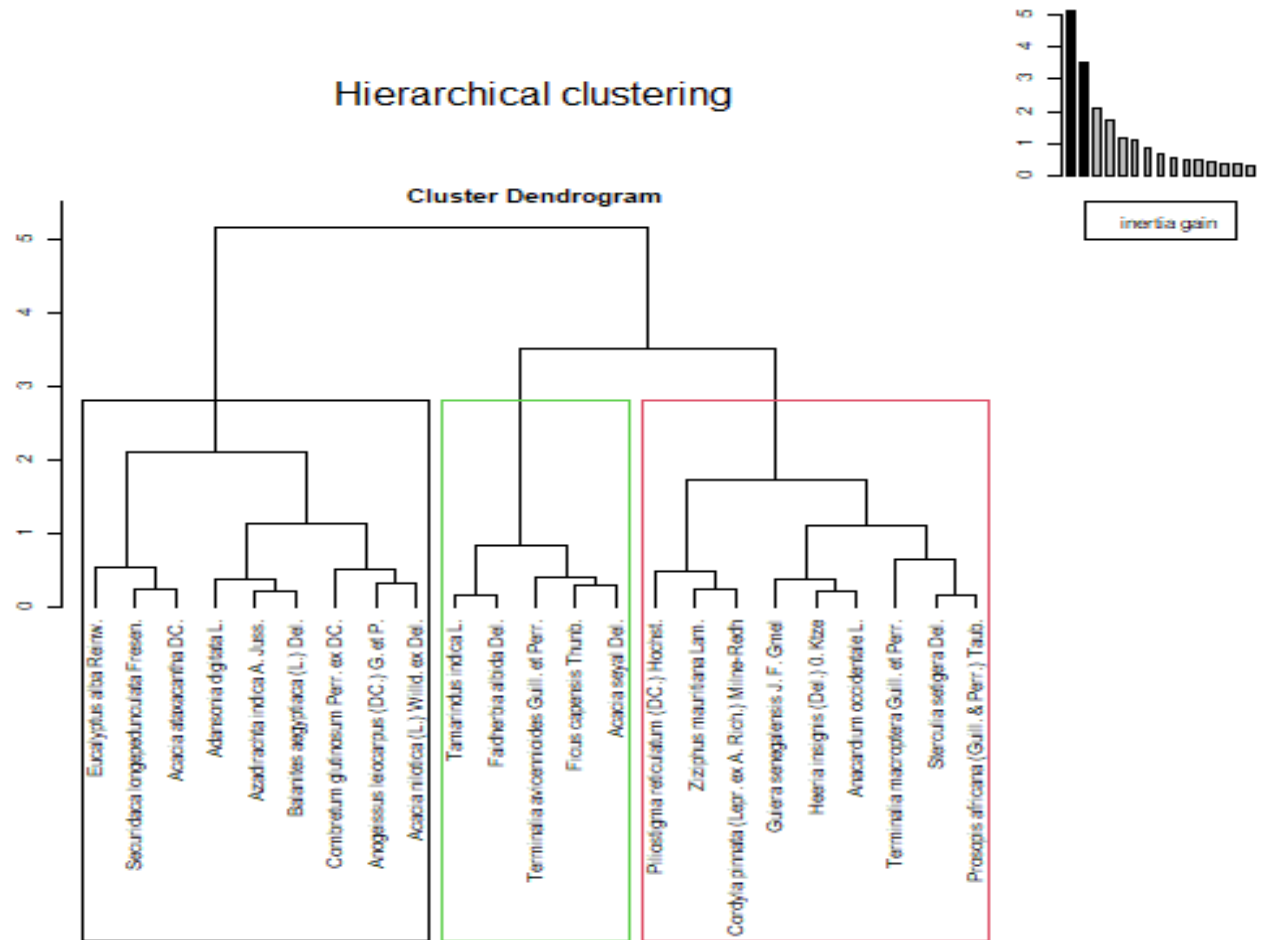 Hierarchical clustering
5
4
3
2
1
0
inertia gain
Cluster Dendrogram
5
4
3
2
1
0
Eucalyptus alba Reinw.
Securidaca longepedunculata Fresen.
Acacia ataxacantha DC.
Adansonia digitata L.
Azadirachta indica A. Juss.
Balanites aegyptiaca (L.) Del.
Combretum glutinosum Perr. ex DC.
Anogeissus leiocarpus (DC.) G. et P.
Acacia nilotica (L.) Willd. ex Del.
Tamarindus indica L.
Faidherbia albida Del.
Terminalia avicennioides Guill. et Perr.
Ficus capensis Thunb.
Acacia seyal Del.
Piliostigma reticulatum (DC.) Hochst.
Ziziphus mauritiana Lam.
Cordyla pinnata (Lepr. ex A. Rich.) Milne-Redh
Guiera senegalensis J. F. Gmel
Heeria insignis (Del.) O. Ktze
Anacardium occidentale L.
Terminalia macroptera Guill. et Perr.
Sterculia setigera Del.
Prosopis africana (Guill. & Perr.) Taub.